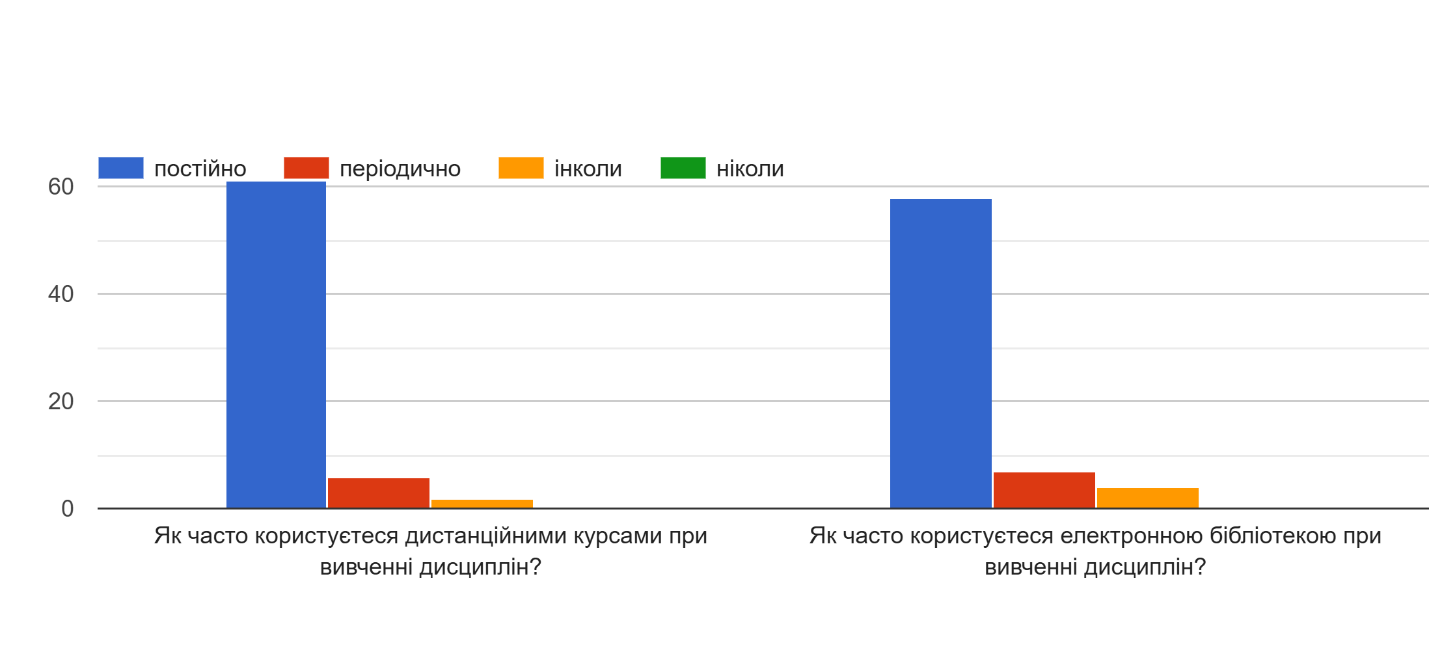 постійно періодично інколи ніколи
60
40
20
0
Як часто користуєтеся дистанційними курсами при
вивченні дисциплін?
Як часто користуєтеся електронною бібліотекою при
вивченні дисциплін?